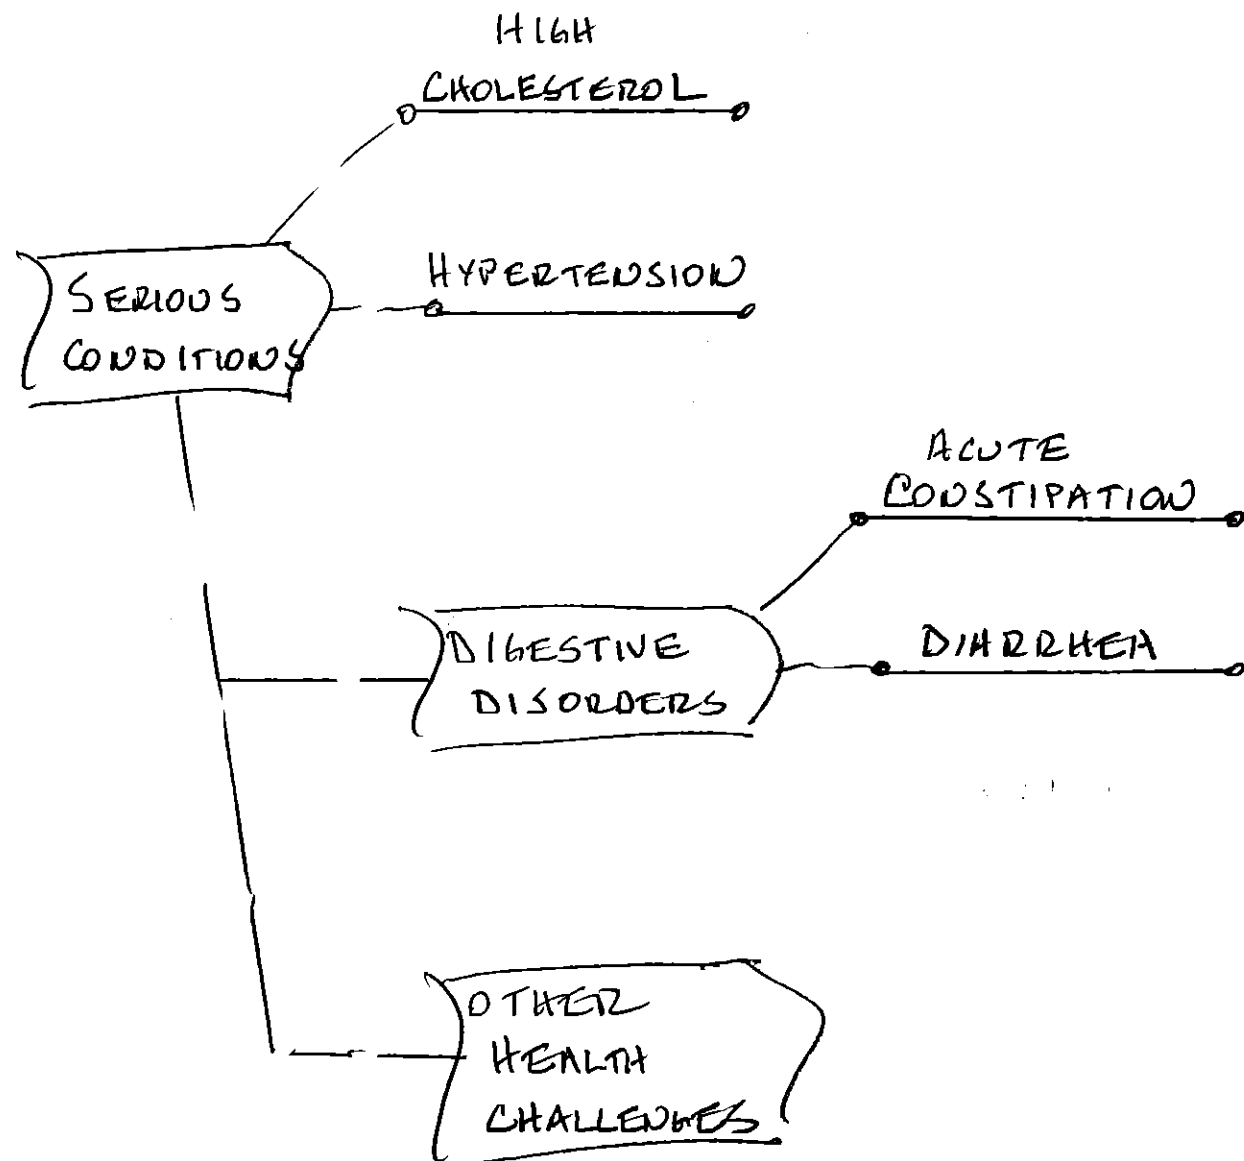 HIGH
CHOLESTEROL
HYPERTENSION
SERIOUS
CONDITIONS
ACUTE
CONSTIPATION
DIGESTIVE
DISORDERS
DIARRHEA
OTHER
HEALTH
CHALLENGES